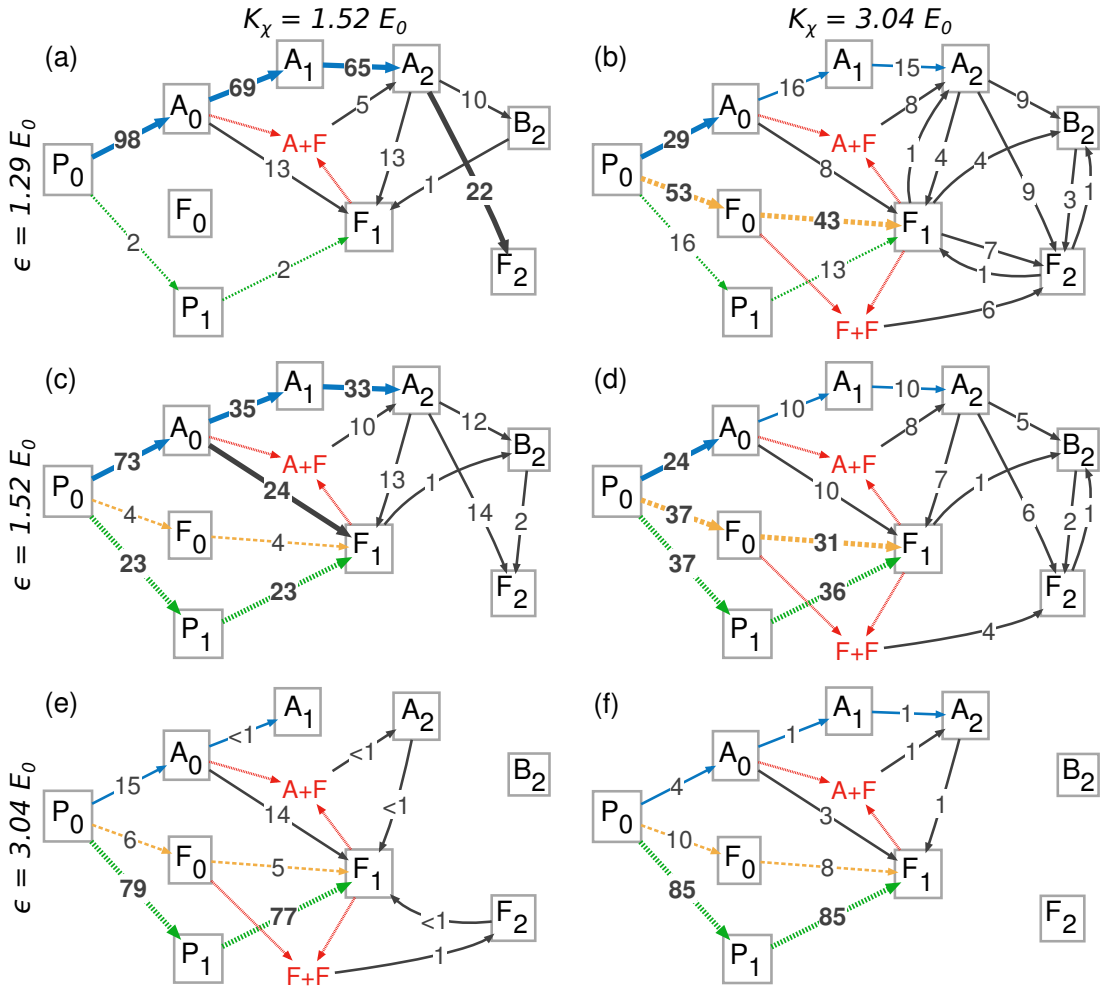 K_χ = 1.52 E_0
K_χ = 3.04 E_0
ϵ = 1.29 E_0
(a)
P_0
A_0
A_1
A_2
B_2
F_0
F_1
F_2
P_1
A+F
98
69
65
5
10
13
13
1
22
2
2
(b)
P_0
A_0
A_1
A_2
B_2
F_0
F_1
F_2
P_1
A+F
F+F
29
16
15
8
9
8
1
4
4
9
3
1
53
43
7
1
16
13
6
ϵ = 1.52 E_0
(c)
P_0
A_0
A_1
A_2
B_2
F_0
F_1
F_2
P_1
A+F
73
35
33
10
12
24
13
1
14
2
4
4
23
23
(d)
P_0
A_0
A_1
A_2
B_2
F_0
F_1
F_2
P_1
A+F
F+F
24
10
10
8
5
10
7
1
6
2
1
37
31
37
36
4
ϵ = 3.04 E_0
(e)
P_0
A_0
A_1
A_2
B_2
F_0
F_1
F_2
P_1
A+F
F+F
15
<1
<1
14
<1
6
5
79
77
<1
1
(f)
P_0
A_0
A_1
A_2
B_2
F_0
F_1
F_2
P_1
A+F
4
1
1
1
3
1
10
8
85
85